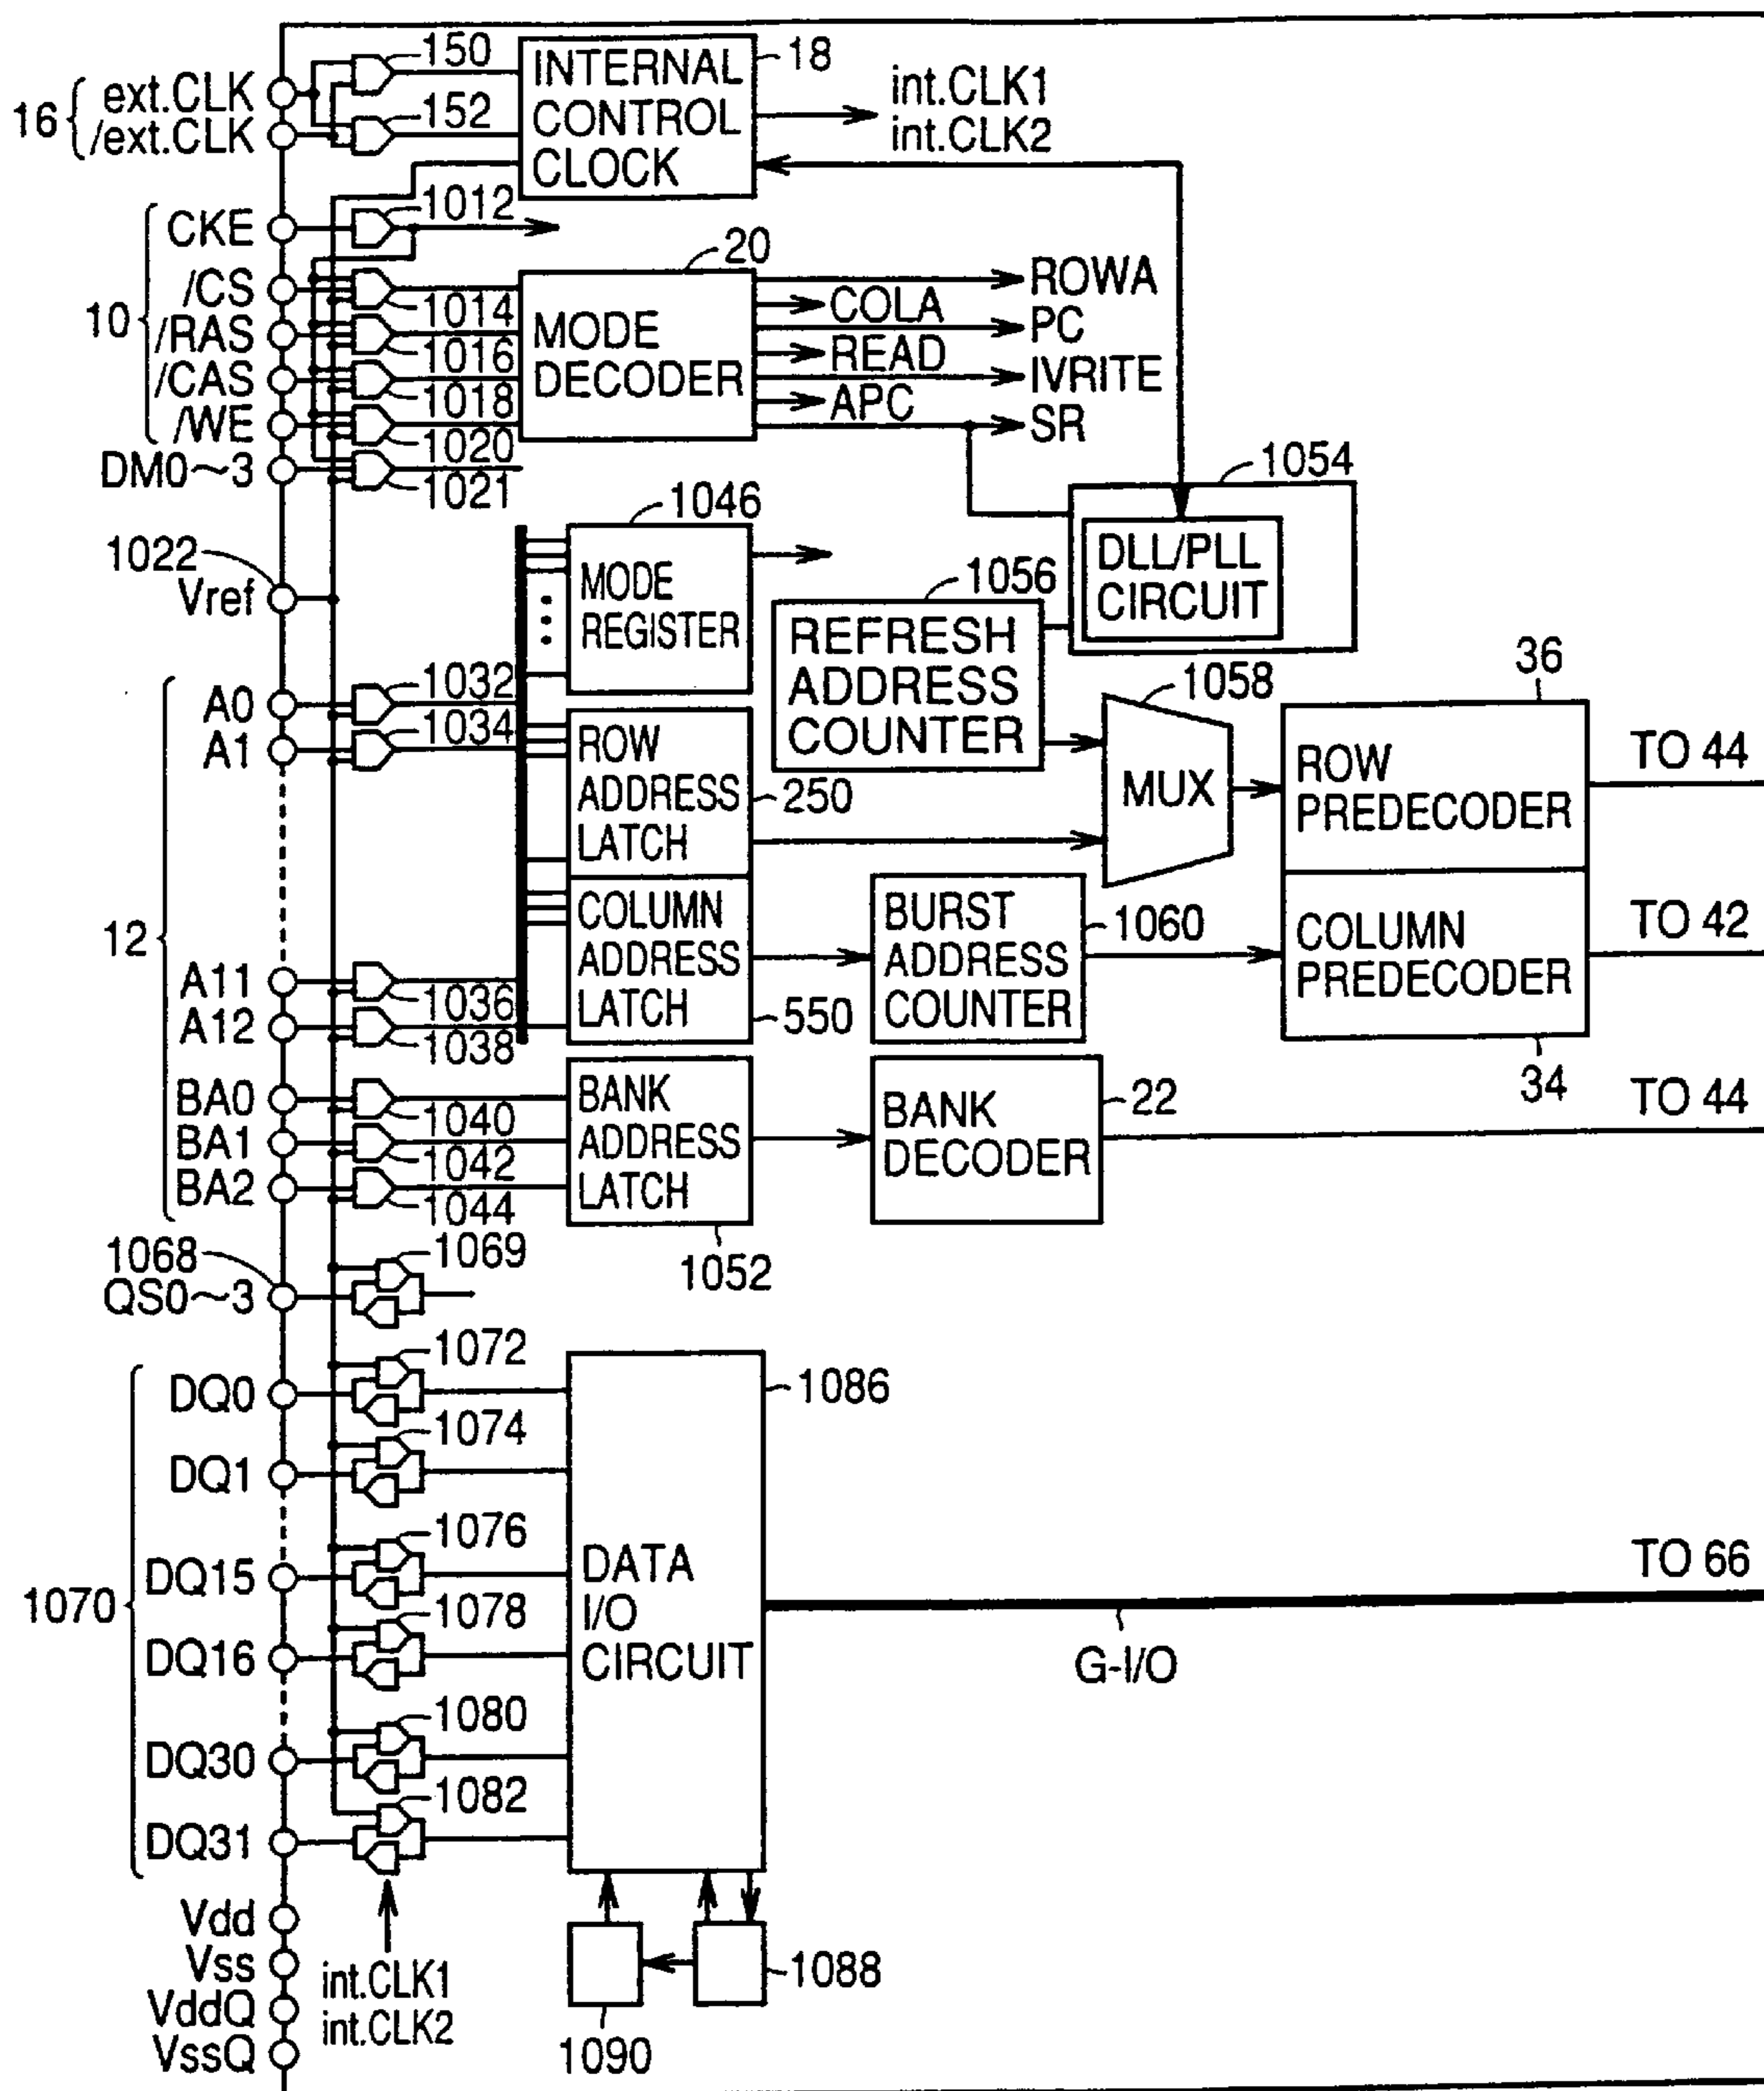 150
18
ext.CLK
INTERNAL
CONTROL
CLOCK
int.CLK1
int.CLK2
16
/ext.CLK
152
CKE
1012
20
10
/CS
1014
/RAS
1016
/CAS
1018
/WE
1020
DM0~3
1021
MODE
DECODER
ROWA
COLA
PC
READ
IVRITE
APC
SR
1054
1046
DLL/PLL
CIRCUIT
1022
Vref
MODE
REGISTER
1056
REFRESH
ADDRESS
COUNTER
1058
36
A0
1032
A1
1034
ROW
ADDRESS
LATCH
250
MUX
ROW
PREDECODER
TO 44
12
COLUMN
ADDRESS
LATCH
550
BURST
ADDRESS
COUNTER
1060
COLUMN
PREDECODER
TO 42
34
A11
1036
A12
1038
BA0
1040
BA1
1042
BA2
1044
BANK
ADDRESS
LATCH
1052
BANK
DECODER
22
TO 44
1068
QS0~3
1069
1070
DQ0
1072
DQ1
1074
DQ15
1076
DQ16
1078
DQ30
1080
DQ31
1082
DATA
I/O
CIRCUIT
1086
TO 66
G-I/O
Vdd
Vss
VddQ
VssQ
int.CLK1
int.CLK2
1088
1090